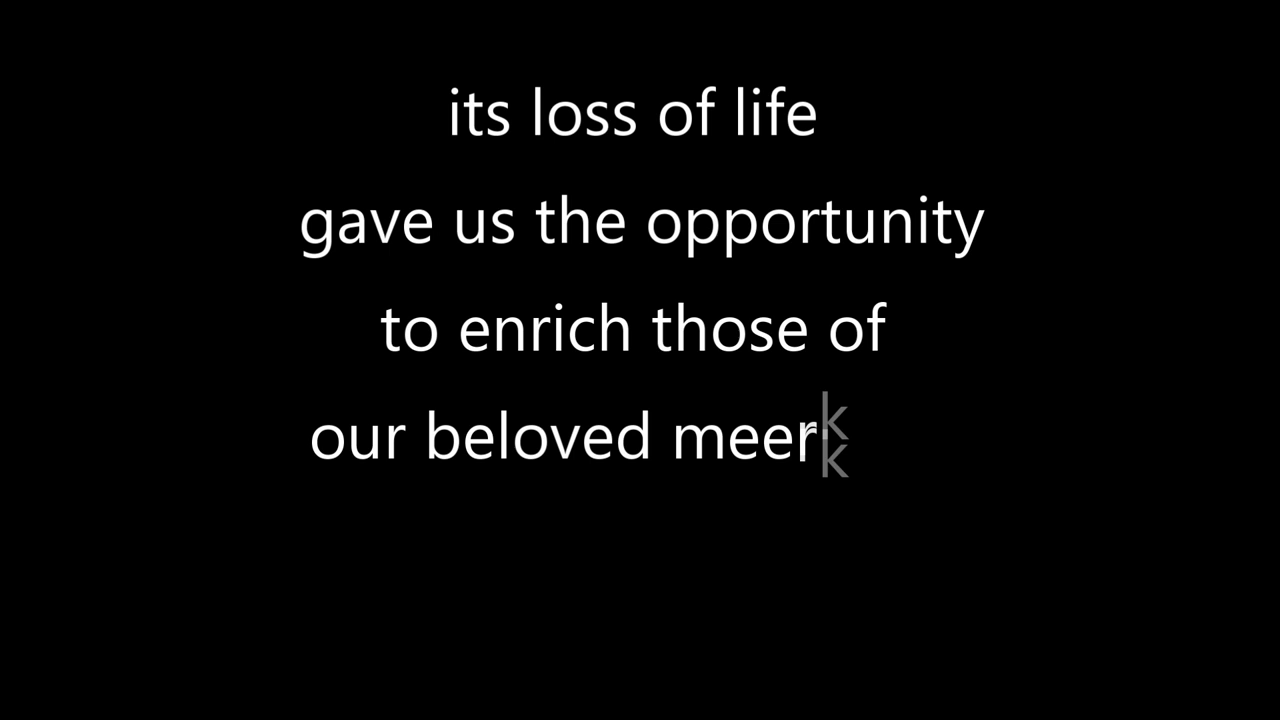 its loss of life
gave us the opportunity
to enrich those of
our beloved meerk